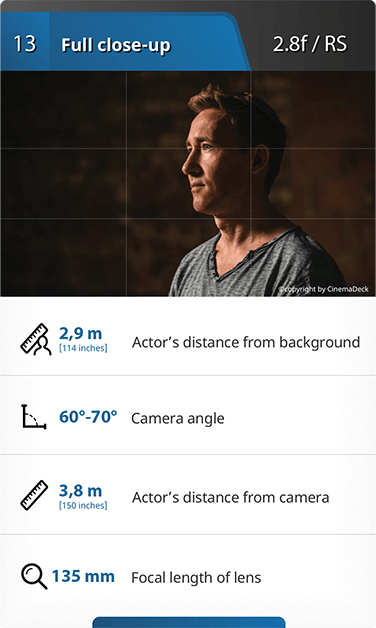 13 Full close-up 2.8f / RS
©copyright by CinemaDeck
2,9 m Actor's distance from background
[114 inches]
60°-70° Camera angle
3,8 m Actor's distance from camera
[150 inches]
135 mm Focal length of lens